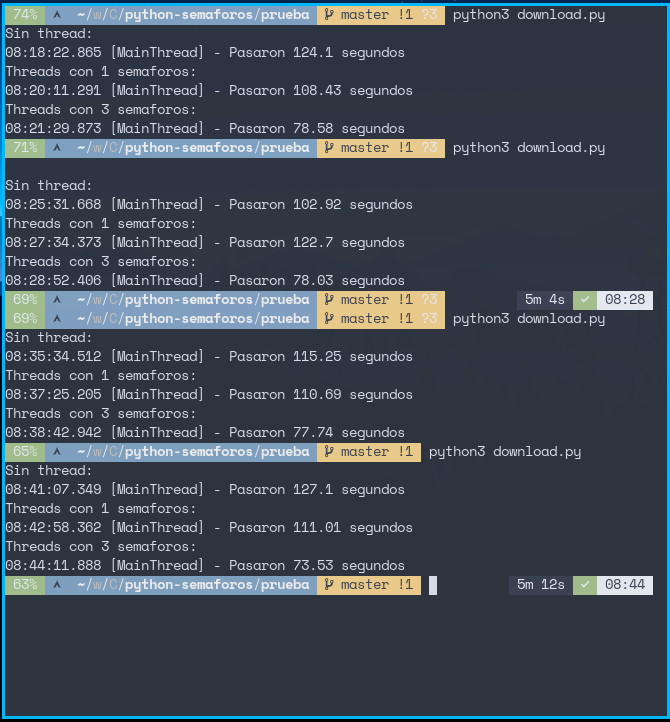 74% ~/w/C/python-semaforos/prueba master !1 ?3 python3 download.py
Sin thread:
08:18:22.865 [MainThread] - Pasaron 124.1 segundos
Threads con 1 semaforos:
08:20:11.291 [MainThread] - Pasaron 108.43 segundos
Threads con 3 semaforos:
08:21:29.873 [MainThread] - Pasaron 78.58 segundos
71% ~/w/C/python-semaforos/prueba master !1 ?3 python3 download.py
Sin thread:
08:25:31.668 [MainThread] - Pasaron 102.92 segundos
Threads con 1 semaforos:
08:27:34.373 [MainThread] - Pasaron 122.7 segundos
Threads con 3 semaforos:
08:28:52.406 [MainThread] - Pasaron 78.03 segundos
69% ~/w/C/python-semaforos/prueba master !1 ?3 5m 4s ✓ 08:28
69% ~/w/C/python-semaforos/prueba master !1 ?3 python3 download.py
Sin thread:
08:35:34.512 [MainThread] - Pasaron 115.25 segundos
Threads con 1 semaforos:
08:37:25.205 [MainThread] - Pasaron 110.69 segundos
Threads con 3 semaforos:
08:38:42.942 [MainThread] - Pasaron 77.74 segundos
65% ~/w/C/python-semaforos/prueba master !1 python3 download.py
Sin thread:
08:41:07.349 [MainThread] - Pasaron 127.1 segundos
Threads con 1 semaforos:
08:42:58.362 [MainThread] - Pasaron 111.01 segundos
Threads con 3 semaforos:
08:44:11.888 [MainThread] - Pasaron 73.53 segundos
63% ~/w/C/python-semaforos/prueba master !1 5m 12s ✓ 08:44